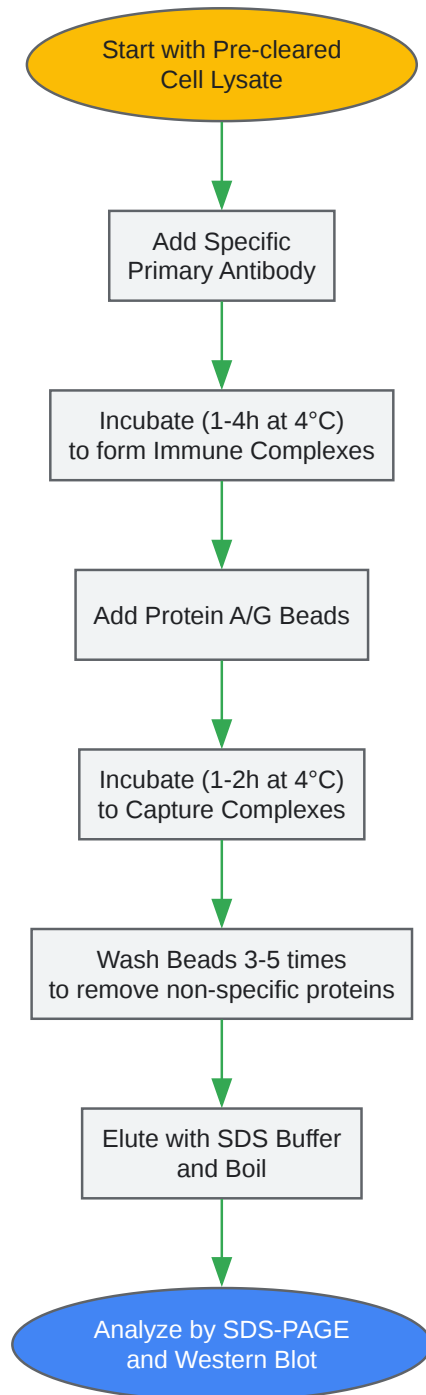 Start with Pre-cleared
Cell Lysate
Add Specific
Primary Antibody
Incubate (1-4h at 4°C)
to form Immune Complexes
Add Protein A/G Beads
Incubate (1-2h at 4°C)
to Capture Complexes
Wash Beads 3-5 times
to remove non-specific proteins
Elute with SDS Buffer
and Boil
Analyze by SDS-PAGE
and Western Blot